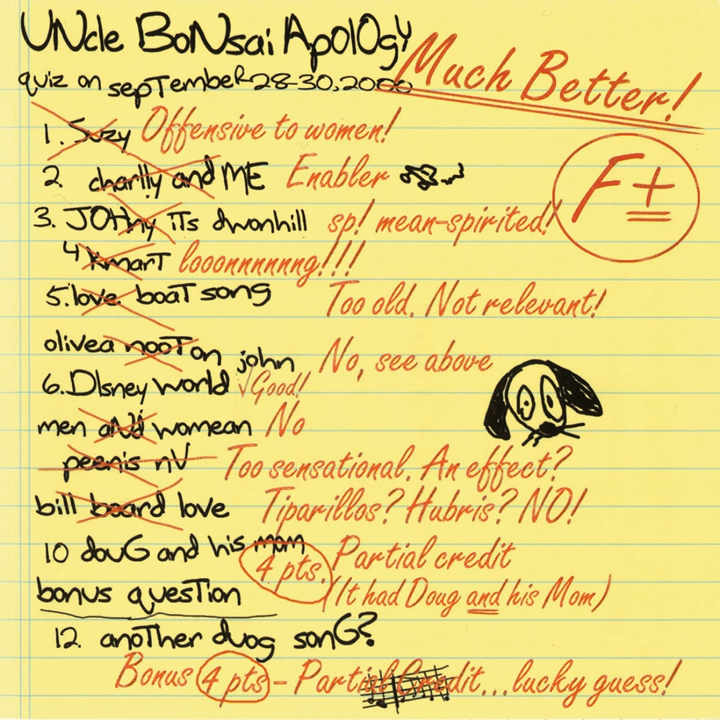 UNcle BoNsai ApolOgy
quiz on sepTembeR 28-30, 2000 Much Better!
1. Suzy Offensive to women!
F+
2 charlly and ME Enabler
3. JOHNy iTs dwonhill sp! mean-spirited!
4 kmarT looonnnnnng!!!
5. love boaT song Too old. Not relevant!
olivea nooT on john No, see above
6. DIsney world √Good!
men aNd womean No
peenis nV Too sensational. An effect?
bill board love Tiparillos? Hubris? NO!
10 douG and his mom 4 pts. Partial credit
bonus quesTion (It had Doug and his Mom)
12. anoTher duog sonG?
Bonus 4 pts - Partial Credit...lucky guess!